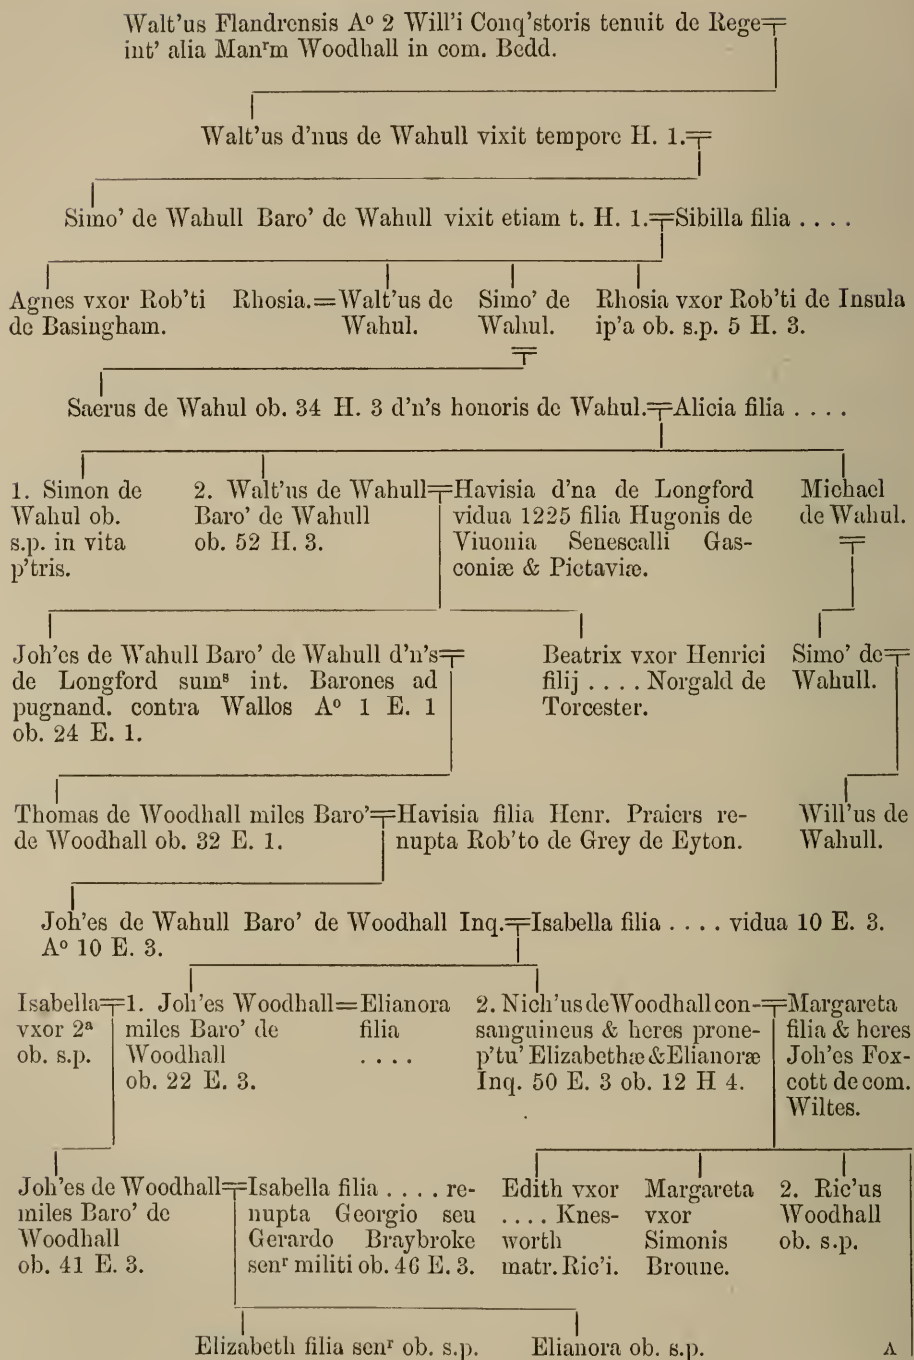 Walt'us Flandrensis Aº 2 Will'i Conq'storis tenuit de Rege
int' alia Manʳm Woodhall in com. Bedd.
Walt'us d'nus de Wahull vixit tempore H. 1.
Simo' de Wahull Baro' de Wahull vixit etiam t. H. 1.=Sibilla filia . . . .
Agnes vxor Rob'ti
de Basingham.
Rhosia.=Walt'us de
Wahul.
Simo' de
Wahul.
Rhosia vxor Rob'ti de Insula
ip'a ob. s.p. 5 H. 3.
Saerus de Wahul ob. 34 H. 3 d'n's honoris de Wahul.=Alicia filia . . . .
1. Simon de
Wahul ob.
s.p. in vita
p'tris.
2. Walt'us de Wahull=
Baro' de Wahull
ob. 52 H. 3.
Havisia d'na de Longford
vidua 1225 filia Hugonis de
Viuonia Senescalli Gas-
coniæ & Pictaviæ.
Michael
de Wahul.
Joh'es de Wahull Baro' de Wahull d'n's=
de Longford sumˢ int. Barones ad
pugnand. contra Wallos Aº 1 E. 1
ob. 24 E. 1.
Beatrix vxor Henrici
filij . . . . Norgald de
Torcester.
Simo' de=
Wahull.
Thomas de Woodhall miles Baro'=
de Woodhall ob. 32 E. 1.
Havisia filia Henr. Praiers re-
nupta Rob'to de Grey de Eyton.
Will'us de
Wahull.
Joh'es de Wahull Baro' de Woodhall Inq.=Isabella filia . . . . vidua 10 E. 3.
Aº 10 E. 3.
Isabella=
vxor 2ª
ob. s.p.
1. Joh'es Woodhall=
miles Baro' de
Woodhall
ob. 22 E. 3.
Elianora
filia
. . . .
2. Nich'us de Woodhall con-=
sanguineus & heres prone-
p'tu' Elizabethæ & Elianoræ
Inq. 50 E. 3 ob. 12 H 4.
Margareta
filia & heres
Joh'es Fox-
cott de com.
Wiltes.
Joh'es de Woodhall=
miles Baro' de
Woodhall
ob. 41 E. 3.
Isabella filia . . . . re-
nupta Georgio seu
Gerardo Braybroke
senʳ militi ob. 46 E. 3.
Edith vxor
. . . . Knes-
worth
matr. Ric'i.
Margareta
vxor
Simonis
Broune.
2. Ric'us
Woodhall
ob. s.p.
Elizabeth filia senʳ ob. s.p.
Elianora ob. s.p.
A